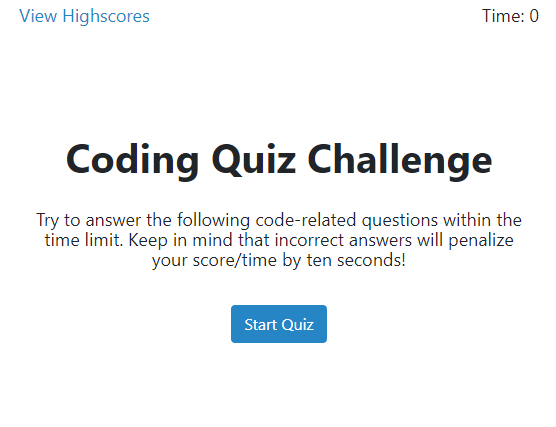 View Highscores
Time: 0
Coding Quiz Challenge
Try to answer the following code-related questions within the
time limit. Keep in mind that incorrect answers will penalize
your score/time by ten seconds!
Start Quiz